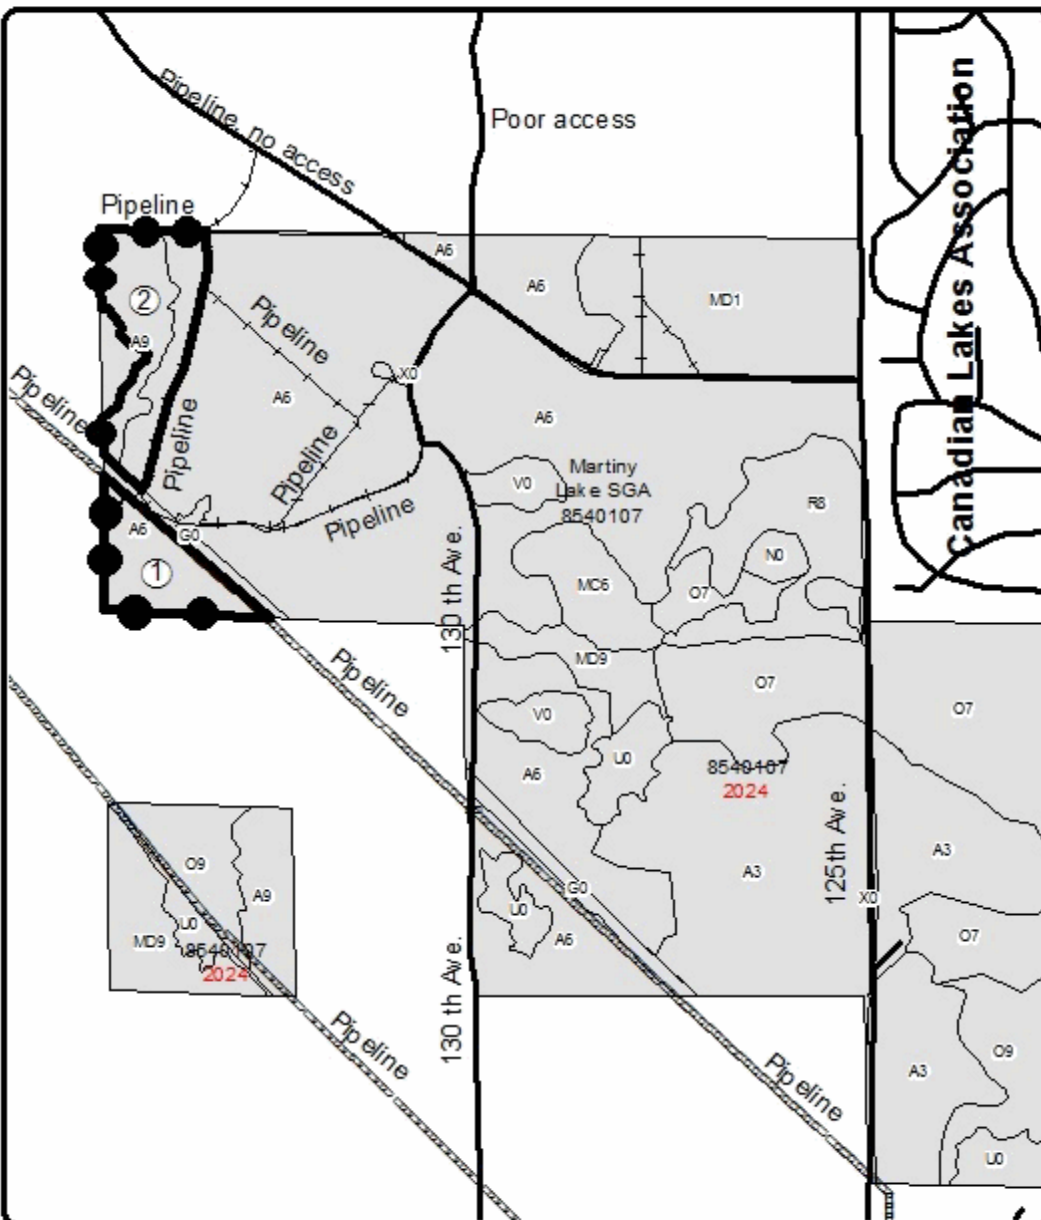 Pipeline, no access
Poor access
Canadian Lakes Association
Pipeline
A6
A6
MD1
2
Pipeline
A9
X0
Pipeline
A6
A6
Pipeline
Pipeline
Martiny
Lake SGA
8540107
V0
R8
Pipeline
A6
G0
130 th Ave.
N0
1
MC6
O7
MD9
Pipeline
O7
O7
V0
U0
A6
8540107
2024
125th Ave.
A3
A3
O9
A9
G0
X0
U0
U0
MD9
A6
O7
8540107
2024
130 th Ave.
Pipeline
O9
A3
Pipeline
U0